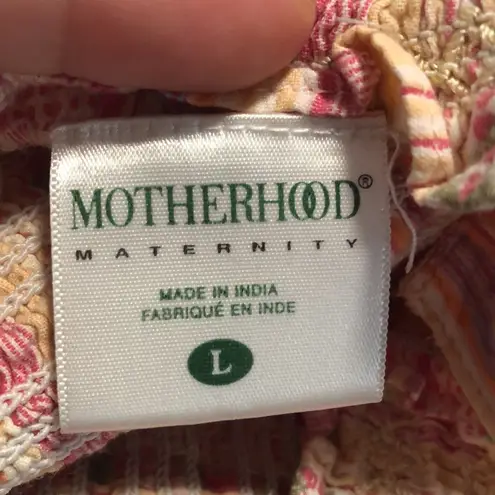 MOTHERHOOD®
MATERNITY
MADE IN INDIA
FABRIQUÉ EN INDE
L